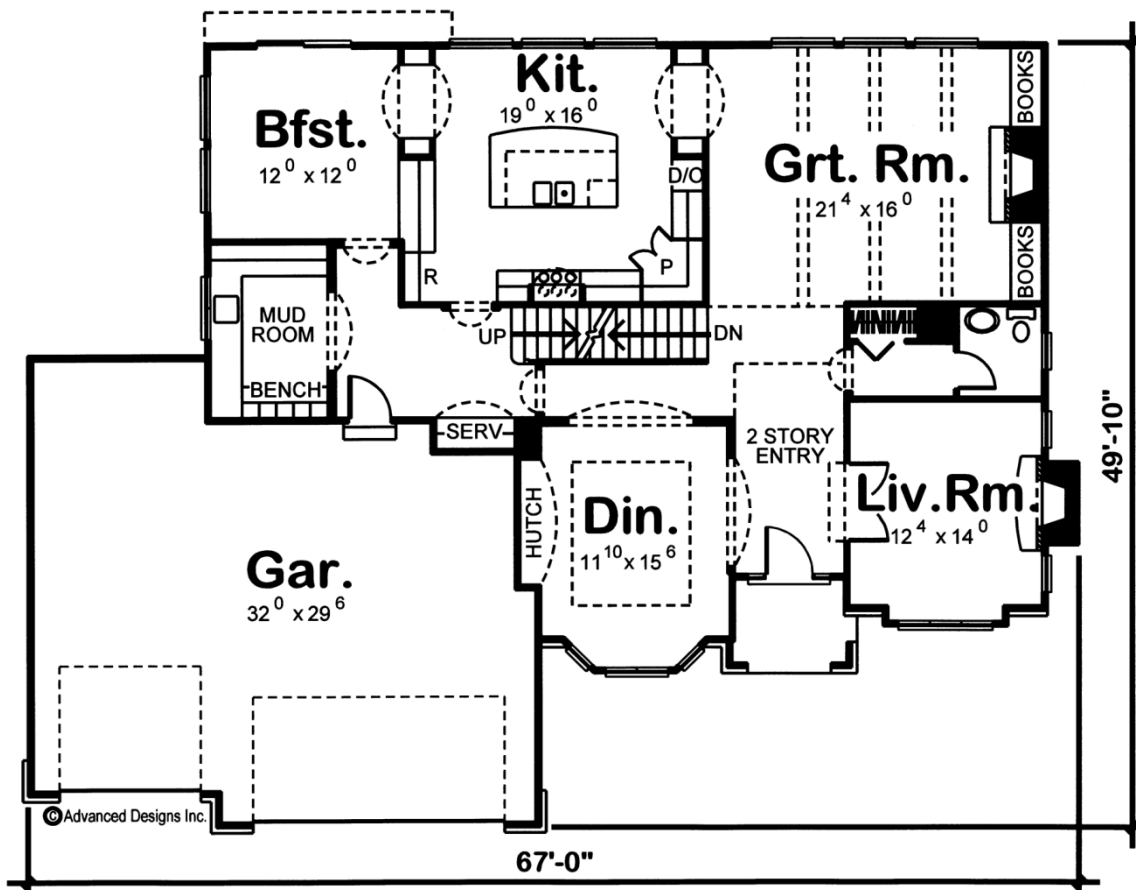 Kit.
19⁰ x 16⁰
Bfst.
12⁰ x 12⁰
Grt. Rm.
21⁴ x 16⁰
BOOKS
BOOKS
D/O
P
R
MUD
ROOM
BENCH
UP
DN
SERV
2 STORY
ENTRY
HUTCH
Din.
11¹⁰ x 15⁶
Liv.Rm.
12⁴ x 14⁰
Gar.
32⁰ x 29⁶
49'-10"
© Advanced Designs Inc.
67'-0"